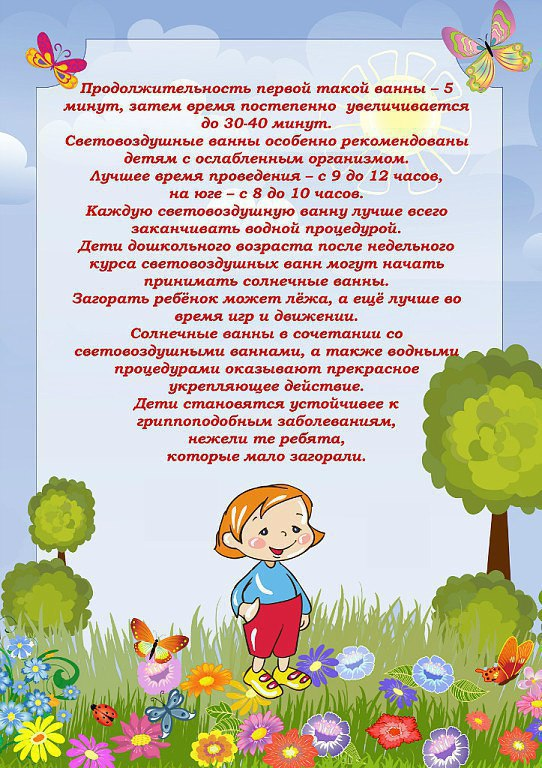 Продолжительность первой такой ванны – 5
минут, затем время постепенно увеличивается
до 30-40 минут.
Световоздушные ванны особенно рекомендованы
детям с ослабленным организмом.
Лучшее время проведения – с 9 до 12 часов,
на юге – с 8 до 10 часов.
Каждую световоздушную ванну лучше всего
заканчивать водной процедурой.
Дети дошкольного возраста после недельного
курса световоздушных ванн могут начать
принимать солнечные ванны.
Загорать ребёнок может лёжа, а ещё лучше во
время игр и движении.
Солнечные ванны в сочетании со
световоздушными ваннами, а также водными
процедурами оказывают прекрасное
укрепляющее действие.
Дети становятся устойчивее к
гриппоподобным заболеваниям,
нежели те ребята,
которые мало загорали.